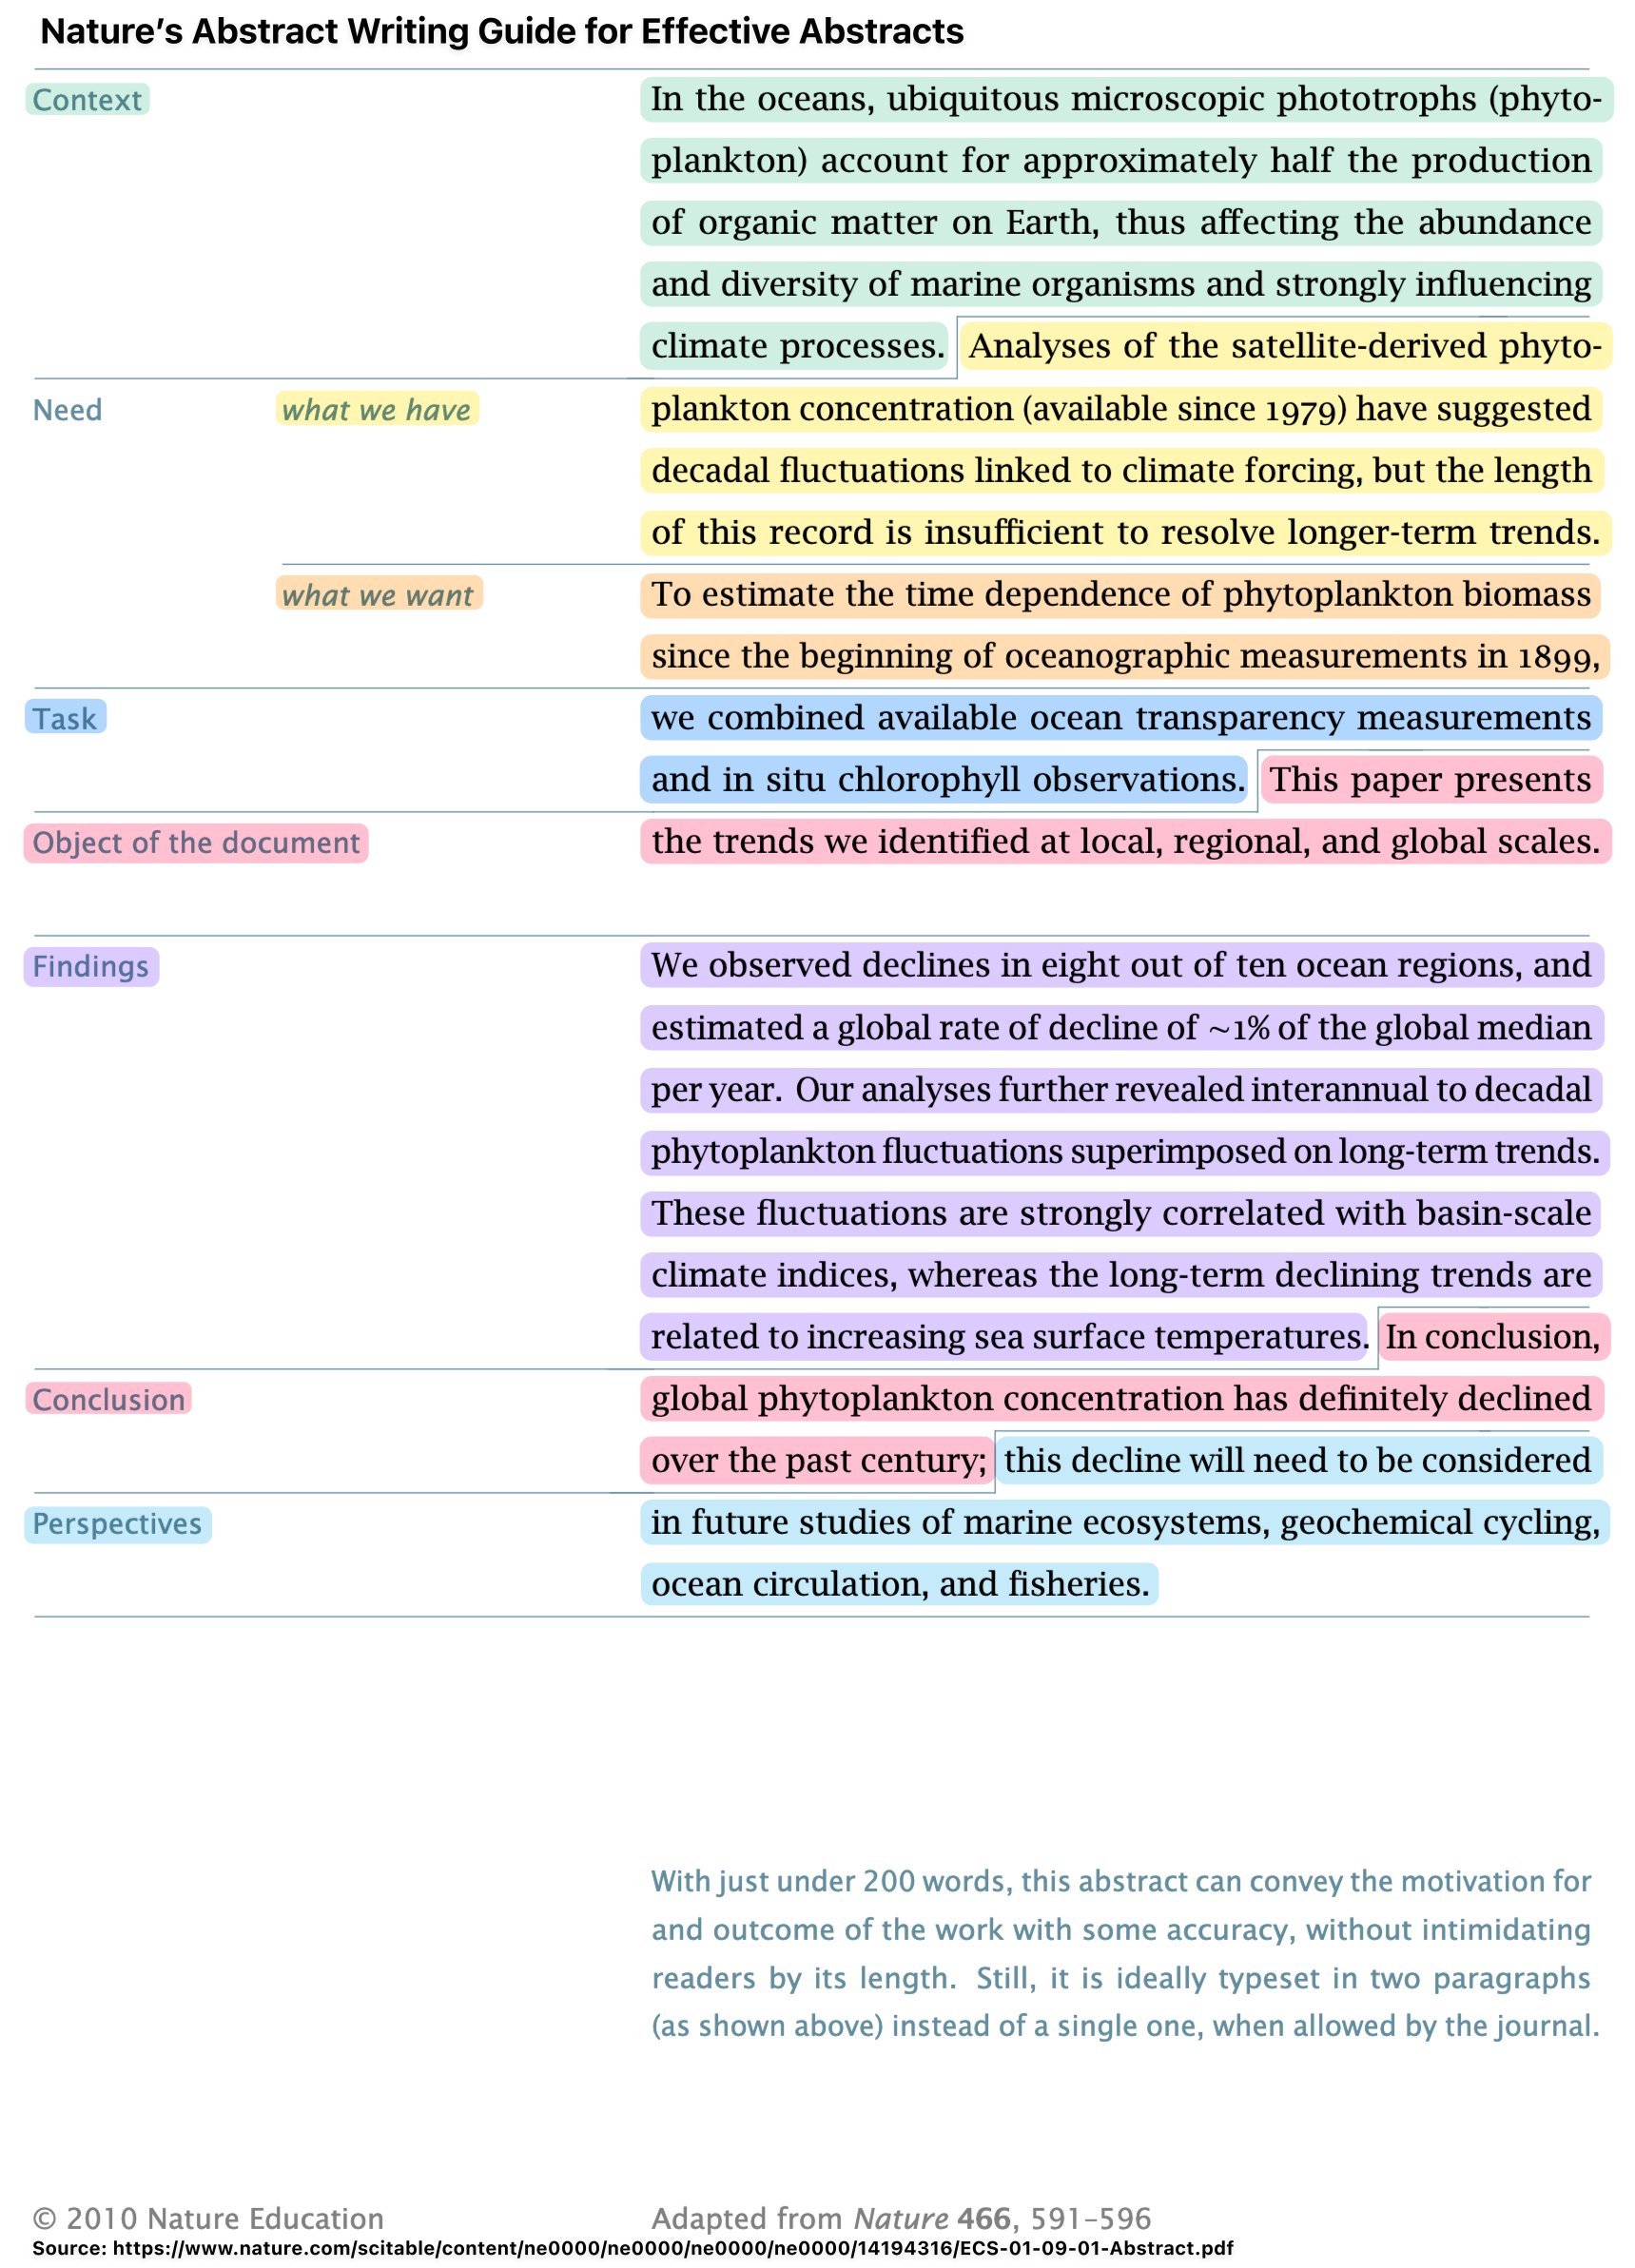 Nature’s Abstract Writing Guide for Effective Abstracts
Context
In the oceans, ubiquitous microscopic phototrophs (phyto-
plankton) account for approximately half the production
of organic matter on Earth, thus affecting the abundance
and diversity of marine organisms and strongly influencing
climate processes. Analyses of the satellite-derived phyto-
Need what we have
plankton concentration (available since 1979) have suggested
decadal fluctuations linked to climate forcing, but the length
of this record is insufficient to resolve longer-term trends.
what we want
To estimate the time dependence of phytoplankton biomass
since the beginning of oceanographic measurements in 1899,
Task
we combined available ocean transparency measurements
and in situ chlorophyll observations. This paper presents
Object of the document
the trends we identified at local, regional, and global scales.
Findings
We observed declines in eight out of ten ocean regions, and
estimated a global rate of decline of ~1% of the global median
per year. Our analyses further revealed interannual to decadal
phytoplankton fluctuations superimposed on long-term trends.
These fluctuations are strongly correlated with basin-scale
climate indices, whereas the long-term declining trends are
related to increasing sea surface temperatures. In conclusion,
Conclusion
global phytoplankton concentration has definitely declined
over the past century; this decline will need to be considered
Perspectives
in future studies of marine ecosystems, geochemical cycling,
ocean circulation, and fisheries.
With just under 200 words, this abstract can convey the motivation for
and outcome of the work with some accuracy, without intimidating
readers by its length. Still, it is ideally typeset in two paragraphs
(as shown above) instead of a single one, when allowed by the journal.
© 2010 Nature Education
Adapted from Nature 466, 591–596
Source: https://www.nature.com/scitable/content/ne0000/ne0000/ne0000/ne0000/14194316/ECS-01-09-01-Abstract.pdf